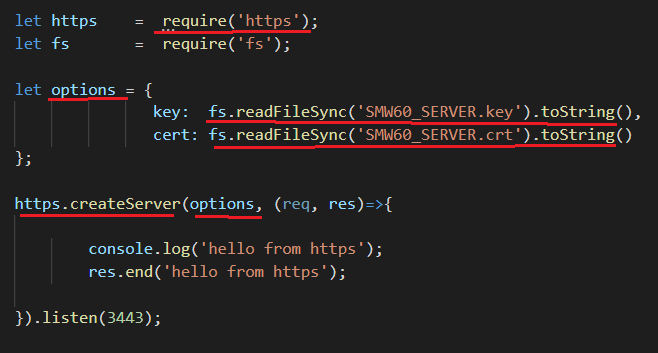 let https    =  require('https');
let fs       =  require('fs');
let options = {
key:  fs.readFileSync('SMW60_SERVER.key').toString(),
cert: fs.readFileSync('SMW60_SERVER.crt').toString()
};
https.createServer(options, (req, res)=>{
console.log('hello from https');
res.end('hello from https');
}).listen(3443);